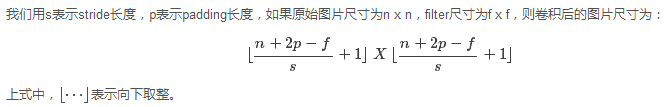 我们用s表示stride长度，p表示padding长度，如果原始图片尺寸为n x n，filter尺寸为f x f，则卷积后的图片尺寸为：
⌊(n + 2p − f)/s + 1⌋ X ⌊(n + 2p − f)/s + 1⌋
上式中，⌊···⌋表示向下取整。